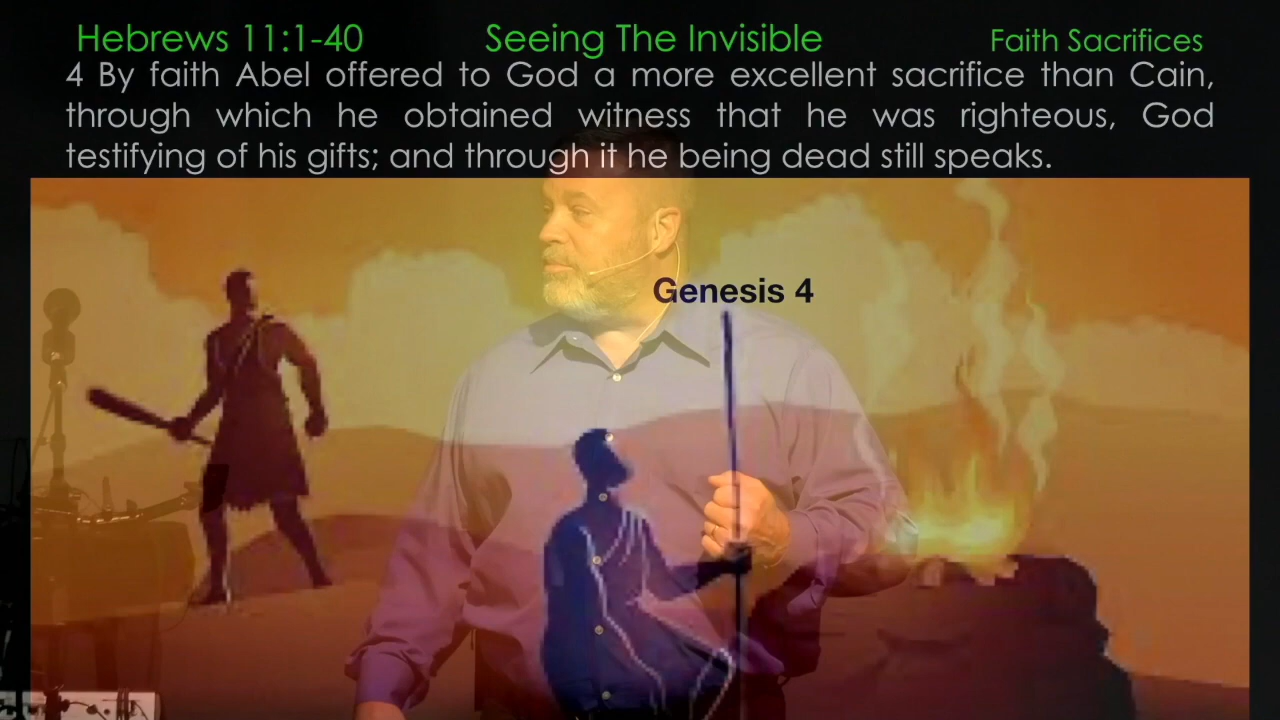 Hebrews 11:1-40 Seeing The Invisible Faith Sacrifices
4 By faith Abel offered to God a more excellent sacrifice than Cain,
through which he obtained witness that he was righteous, God
testifying of his gifts; and through it he being dead still speaks.
Genesis 4